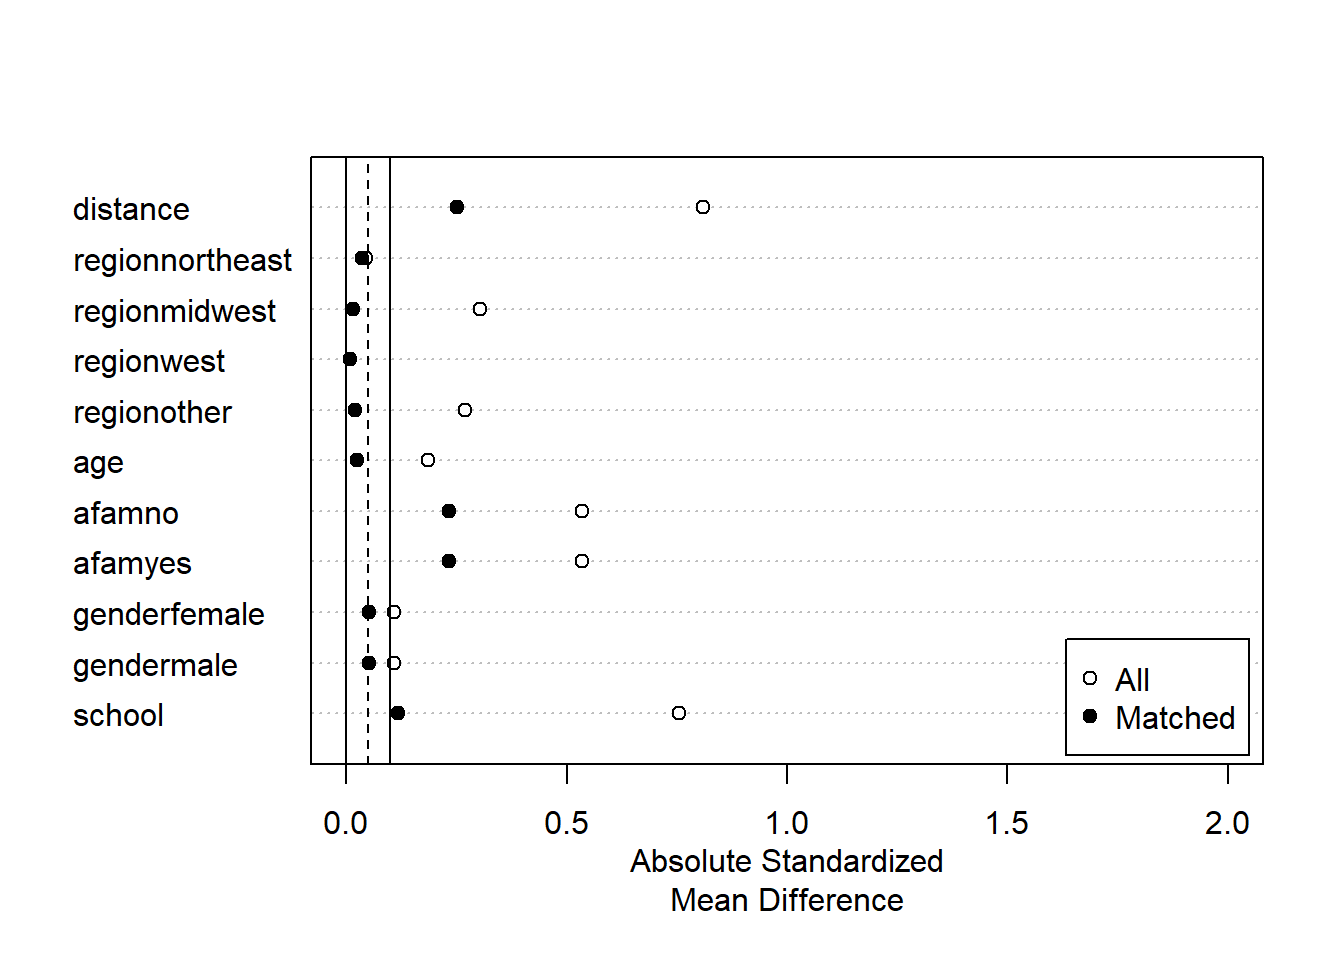 distance
regionnortheast
regionmidwest
regionwest
regionother
age
afamno
afamyes
genderfemale
gendermale
school
All
Matched
0.0 0.5 1.0 1.5 2.0
Absolute Standardized
Mean Difference